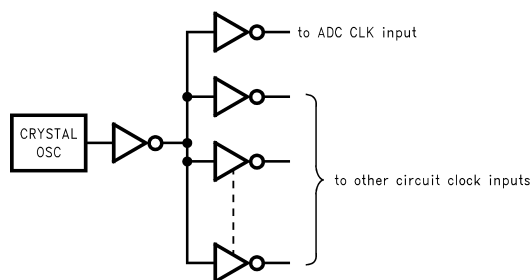 to ADC CLK input
CRYSTAL
OSC
to other circuit clock inputs